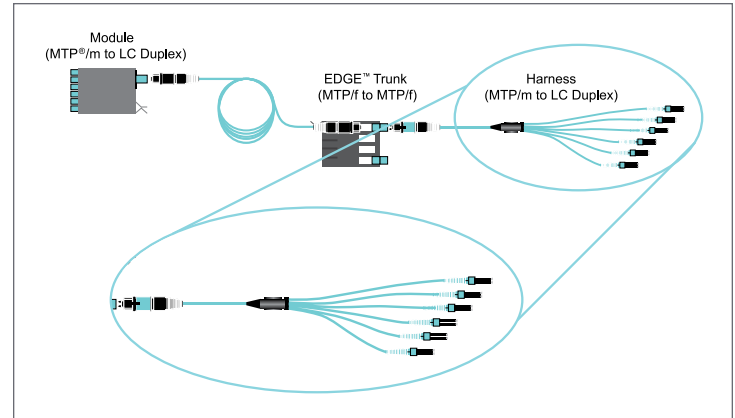 Module
(MTP®/m to LC Duplex)
EDGE™ Trunk
(MTP/f to MTP/f)
Harness
(MTP/m to LC Duplex)